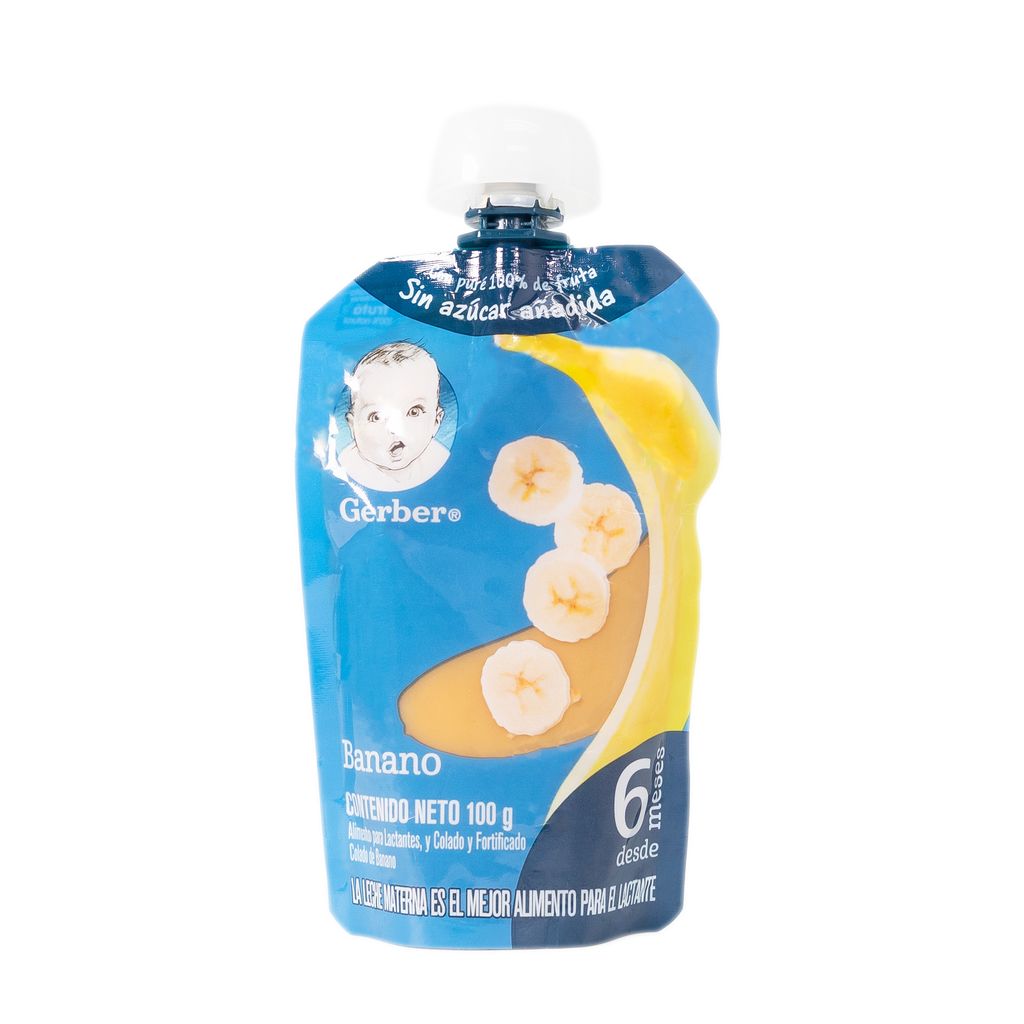 puré 100% de fruta
Sin azúcar añadida
fruta
Gerber®
Banano
CONTENIDO NETO 100 g
Alimento para Lactantes, y Colado y Fortificado
Colado de Banano
desde 6 meses
LA LECHE MATERNA ES EL MEJOR ALIMENTO PARA EL LACTANTE